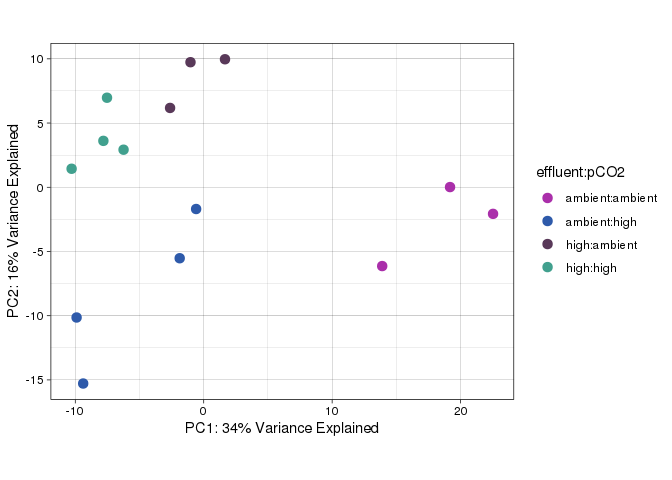 10
5
0
-5
-10
-15
PC2: 16% Variance Explained
-10
0
10
20
PC1: 34% Variance Explained
effluent:pCO2
ambient:ambient
ambient:high
high:ambient
high:high